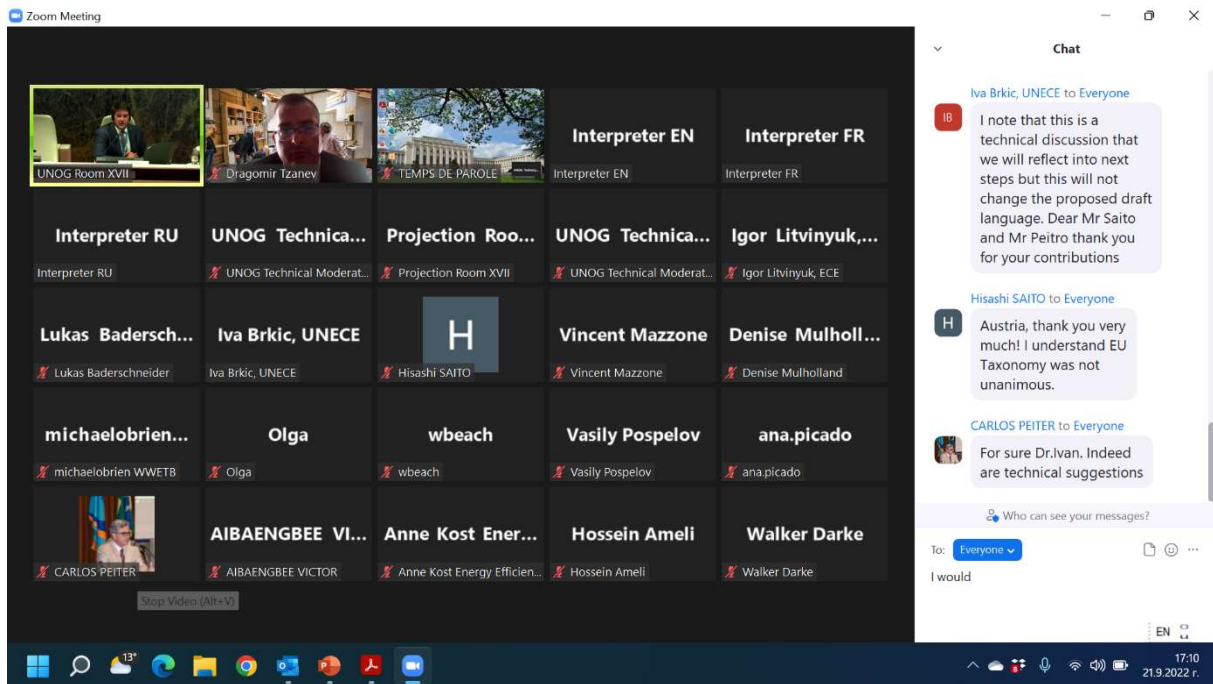 Zoom Meeting
Chat
UNOG Room XVII
Dragomir Tzanev
TEMPS DE PAROLE
Interpreter EN
Interpreter EN
Interpreter FR
Interpreter FR
Interpreter RU
Interpreter RU
UNOG Technica...
UNOG Technical Moderat...
Projection Roo...
Projection Room XVII
UNOG Technica...
UNOG Technical Moderat...
Igor Litvinyuk,...
Igor Litvinyuk, ECE
Lukas Badersch...
Lukas Baderschneider
Iva Brkic, UNECE
Iva Brkic, UNECE
H
Hisashi SAITO
Vincent Mazzone
Vincent Mazzone
Denise Mulholl...
Denise Mulholland
michaelobrien...
michaelobrien WWETB
Olga
Olga
wbeach
wbeach
Vasily Pospelov
Vasily Pospelov
ana.picado
ana.picado
CARLOS PEITER
AIBAENGBEE VI...
AIBAENGBEE VICTOR
Anne Kost Ener...
Anne Kost Energy Efficien...
Hossein Ameli
Hossein Ameli
Walker Darke
Walker Darke
Stop Video (Alt+V)
Iva Brkic, UNECE to Everyone
IB
I note that this is a
technical discussion that
we will reflect into next
steps but this will not
change the proposed draft
language. Dear Mr Saito
and Mr Peitro thank you
for your contributions
Hisashi SAITO to Everyone
H
Austria, thank you very
much! I understand EU
Taxonomy was not
unanimous.
CARLOS PEITER to Everyone
For sure Dr.Ivan. Indeed
are technical suggestions
Who can see your messages?
To: Everyone
I would
EN
13°
17:10
21.9.2022 г.